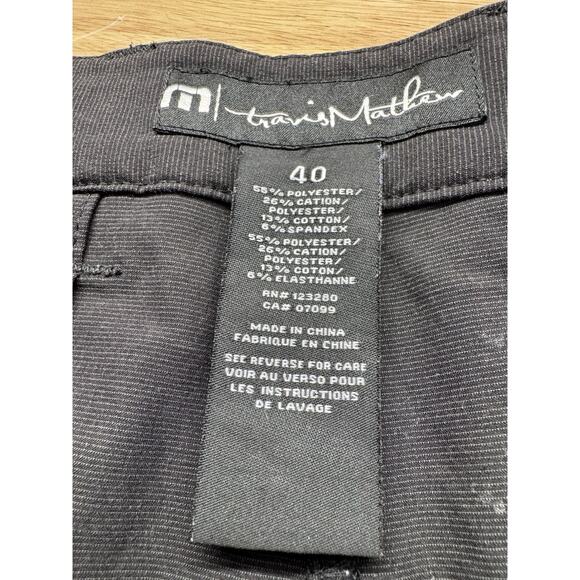 m | travisMathew
40
55% POLYESTER/
26% CATION/
POLYESTER/
13% COTTON/
6% SPANDEX
55% POLYESTER/
26% CATION/
POLYESTER/
13% COTON/
6% ELASTHANNE
RN# 123280
CA# 07099
MADE IN CHINA
FABRIQUE EN CHINE
SEE REVERSE FOR CARE
VOIR AU VERSO POUR
LES INSTRUCTIONS
DE LAVAGE